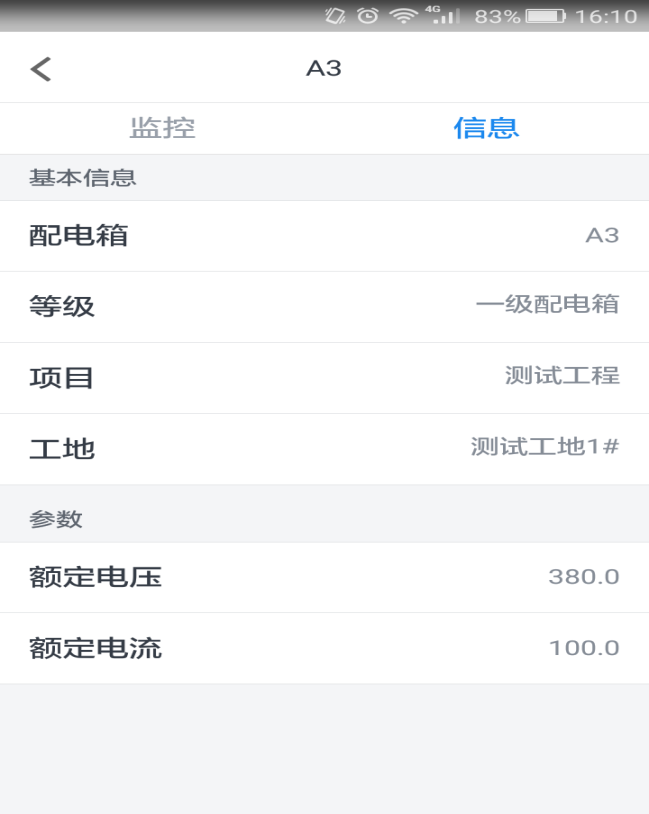 4G 83% 16:10
A3
监控 信息
基本信息
配电箱 A3
等级 一级配电箱
项目 测试工程
工地 测试工地1#
参数
额定电压 380.0
额定电流 100.0